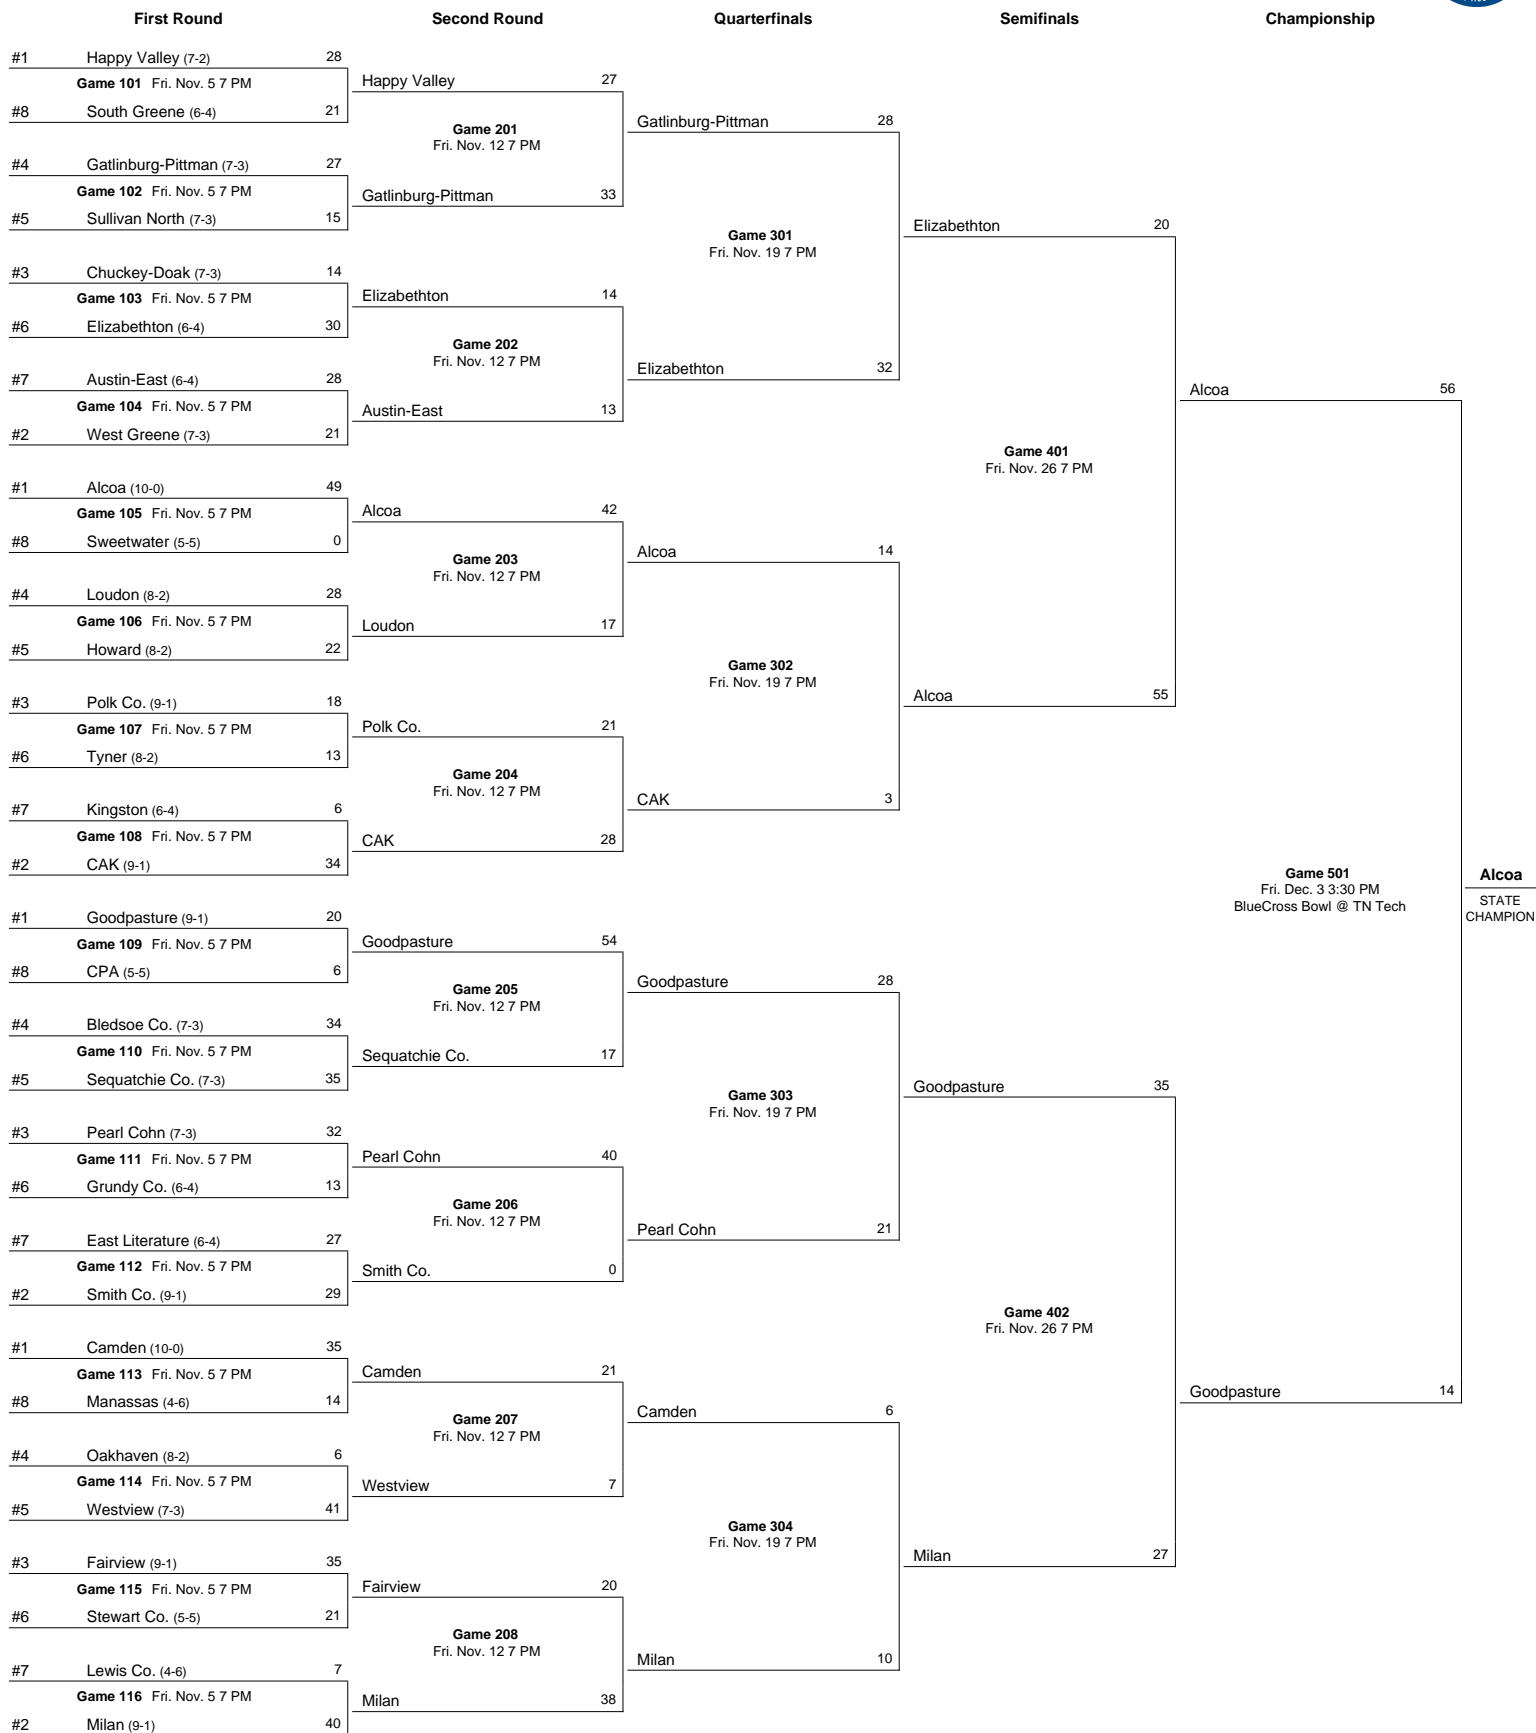 First Round Second Round Quarterfinals Semifinals Championship
#1 Happy Valley (7-2) 28
Game 101 Fri. Nov. 5 7 PM
#8 South Greene (6-4) 21
#4 Gatlinburg-Pittman (7-3) 27
Game 102 Fri. Nov. 5 7 PM
#5 Sullivan North (7-3) 15
#3 Chuckey-Doak (7-3) 14
Game 103 Fri. Nov. 5 7 PM
#6 Elizabethton (6-4) 30
#7 Austin-East (6-4) 28
Game 104 Fri. Nov. 5 7 PM
#2 West Greene (7-3) 21
#1 Alcoa (10-0) 49
Game 105 Fri. Nov. 5 7 PM
#8 Sweetwater (5-5) 0
#4 Loudon (8-2) 28
Game 106 Fri. Nov. 5 7 PM
#5 Howard (8-2) 22
#3 Polk Co. (9-1) 18
Game 107 Fri. Nov. 5 7 PM
#6 Tyner (8-2) 13
#7 Kingston (6-4) 6
Game 108 Fri. Nov. 5 7 PM
#2 CAK (9-1) 34
#1 Goodpasture (9-1) 20
Game 109 Fri. Nov. 5 7 PM
#8 CPA (5-5) 6
#4 Bledsoe Co. (7-3) 34
Game 110 Fri. Nov. 5 7 PM
#5 Sequatchie Co. (7-3) 35
#3 Pearl Cohn (7-3) 32
Game 111 Fri. Nov. 5 7 PM
#6 Grundy Co. (6-4) 13
#7 East Literature (6-4) 27
Game 112 Fri. Nov. 5 7 PM
#2 Smith Co. (9-1) 29
#1 Camden (10-0) 35
Game 113 Fri. Nov. 5 7 PM
#8 Manassas (4-6) 14
#4 Oakhaven (8-2) 6
Game 114 Fri. Nov. 5 7 PM
#5 Westview (7-3) 41
#3 Fairview (9-1) 35
Game 115 Fri. Nov. 5 7 PM
#6 Stewart Co. (5-5) 21
#7 Lewis Co. (4-6) 7
Game 116 Fri. Nov. 5 7 PM
#2 Milan (9-1) 40
Happy Valley 27
Game 201
Fri. Nov. 12 7 PM
Gatlinburg-Pittman 33
Elizabethton 14
Game 202
Fri. Nov. 12 7 PM
Austin-East 13
Alcoa 42
Game 203
Fri. Nov. 12 7 PM
Loudon 17
Polk Co. 21
Game 204
Fri. Nov. 12 7 PM
CAK 28
Goodpasture 54
Game 205
Fri. Nov. 12 7 PM
Sequatchie Co. 17
Pearl Cohn 40
Game 206
Fri. Nov. 12 7 PM
Smith Co. 0
Camden 21
Game 207
Fri. Nov. 12 7 PM
Westview 7
Fairview 20
Game 208
Fri. Nov. 12 7 PM
Milan 38
Gatlinburg-Pittman 28
Game 301
Fri. Nov. 19 7 PM
Elizabethton 32
Alcoa 14
Game 302
Fri. Nov. 19 7 PM
CAK 3
Goodpasture 28
Game 303
Fri. Nov. 19 7 PM
Pearl Cohn 21
Camden 6
Game 304
Fri. Nov. 19 7 PM
Milan 10
Elizabethton 20
Game 401
Fri. Nov. 26 7 PM
Alcoa 55
Goodpasture 35
Game 402
Fri. Nov. 26 7 PM
Milan 27
Alcoa 56
Game 501
Fri. Dec. 3 3:30 PM
BlueCross Bowl @ TN Tech
Goodpasture 14
Alcoa
STATE
CHAMPION